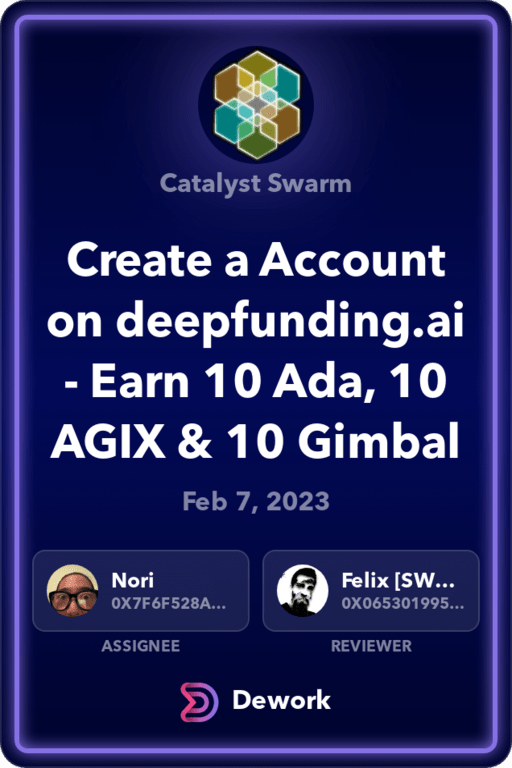 Catalyst Swarm
Create a Account
on deepfunding.ai
- Earn 10 Ada, 10
AGIX & 10 Gimbal
Feb 7, 2023
Nori
0X7F6F528A...
Felix [SW...
0X065301995...
ASSIGNEE
REVIEWER
Dework